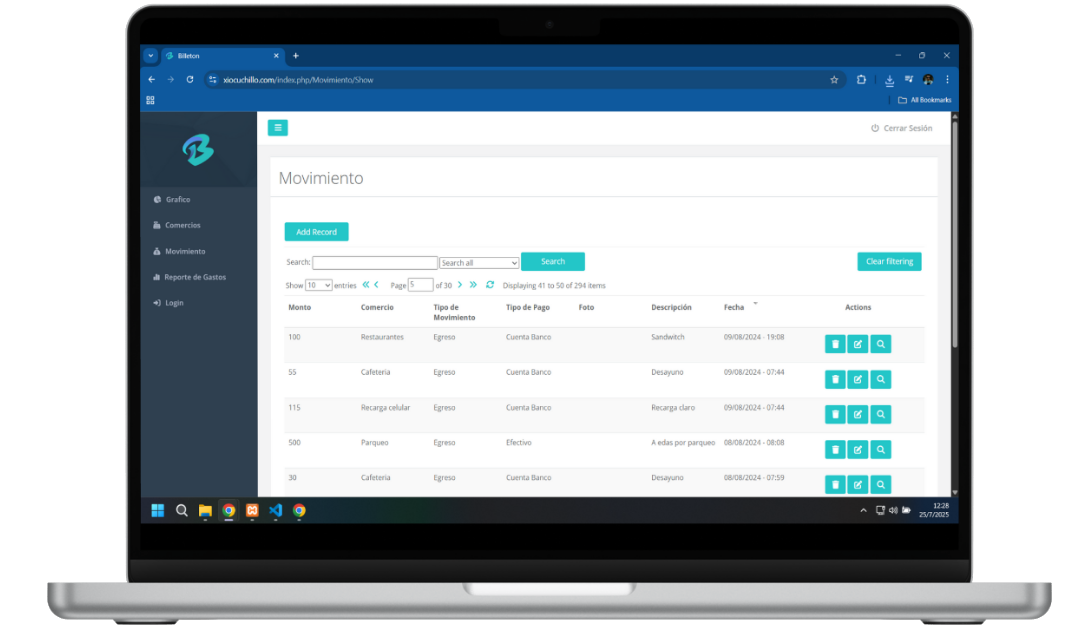 Billeton
xiocuchillo.com/index.php/Movimiento/Show
All Bookmarks
Cerrar Sesión
Grafico
Comercios
Movimiento
Reporte de Gastos
Login
Movimiento
Add Record
Search: Search all Search Clear filtering
Show 10 entries Page 5 of 30 Displaying 41 to 50 of 294 items
Monto Comercio Tipo de Movimiento Tipo de Pago Foto Descripción Fecha Actions
100 Restaurantes Egreso Cuenta Banco Sandwitch 09/08/2024 - 19:08
55 Cafeteria Egreso Cuenta Banco Desayuno 09/08/2024 - 07:44
115 Recarga celular Egreso Cuenta Banco Recarga claro 09/08/2024 - 07:44
500 Parqueo Egreso Efectivo A edas por parqueo 08/08/2024 - 08:08
30 Cafeteria Egreso Cuenta Banco Desayuno 08/08/2024 - 07:59
12:28
25/7/2025